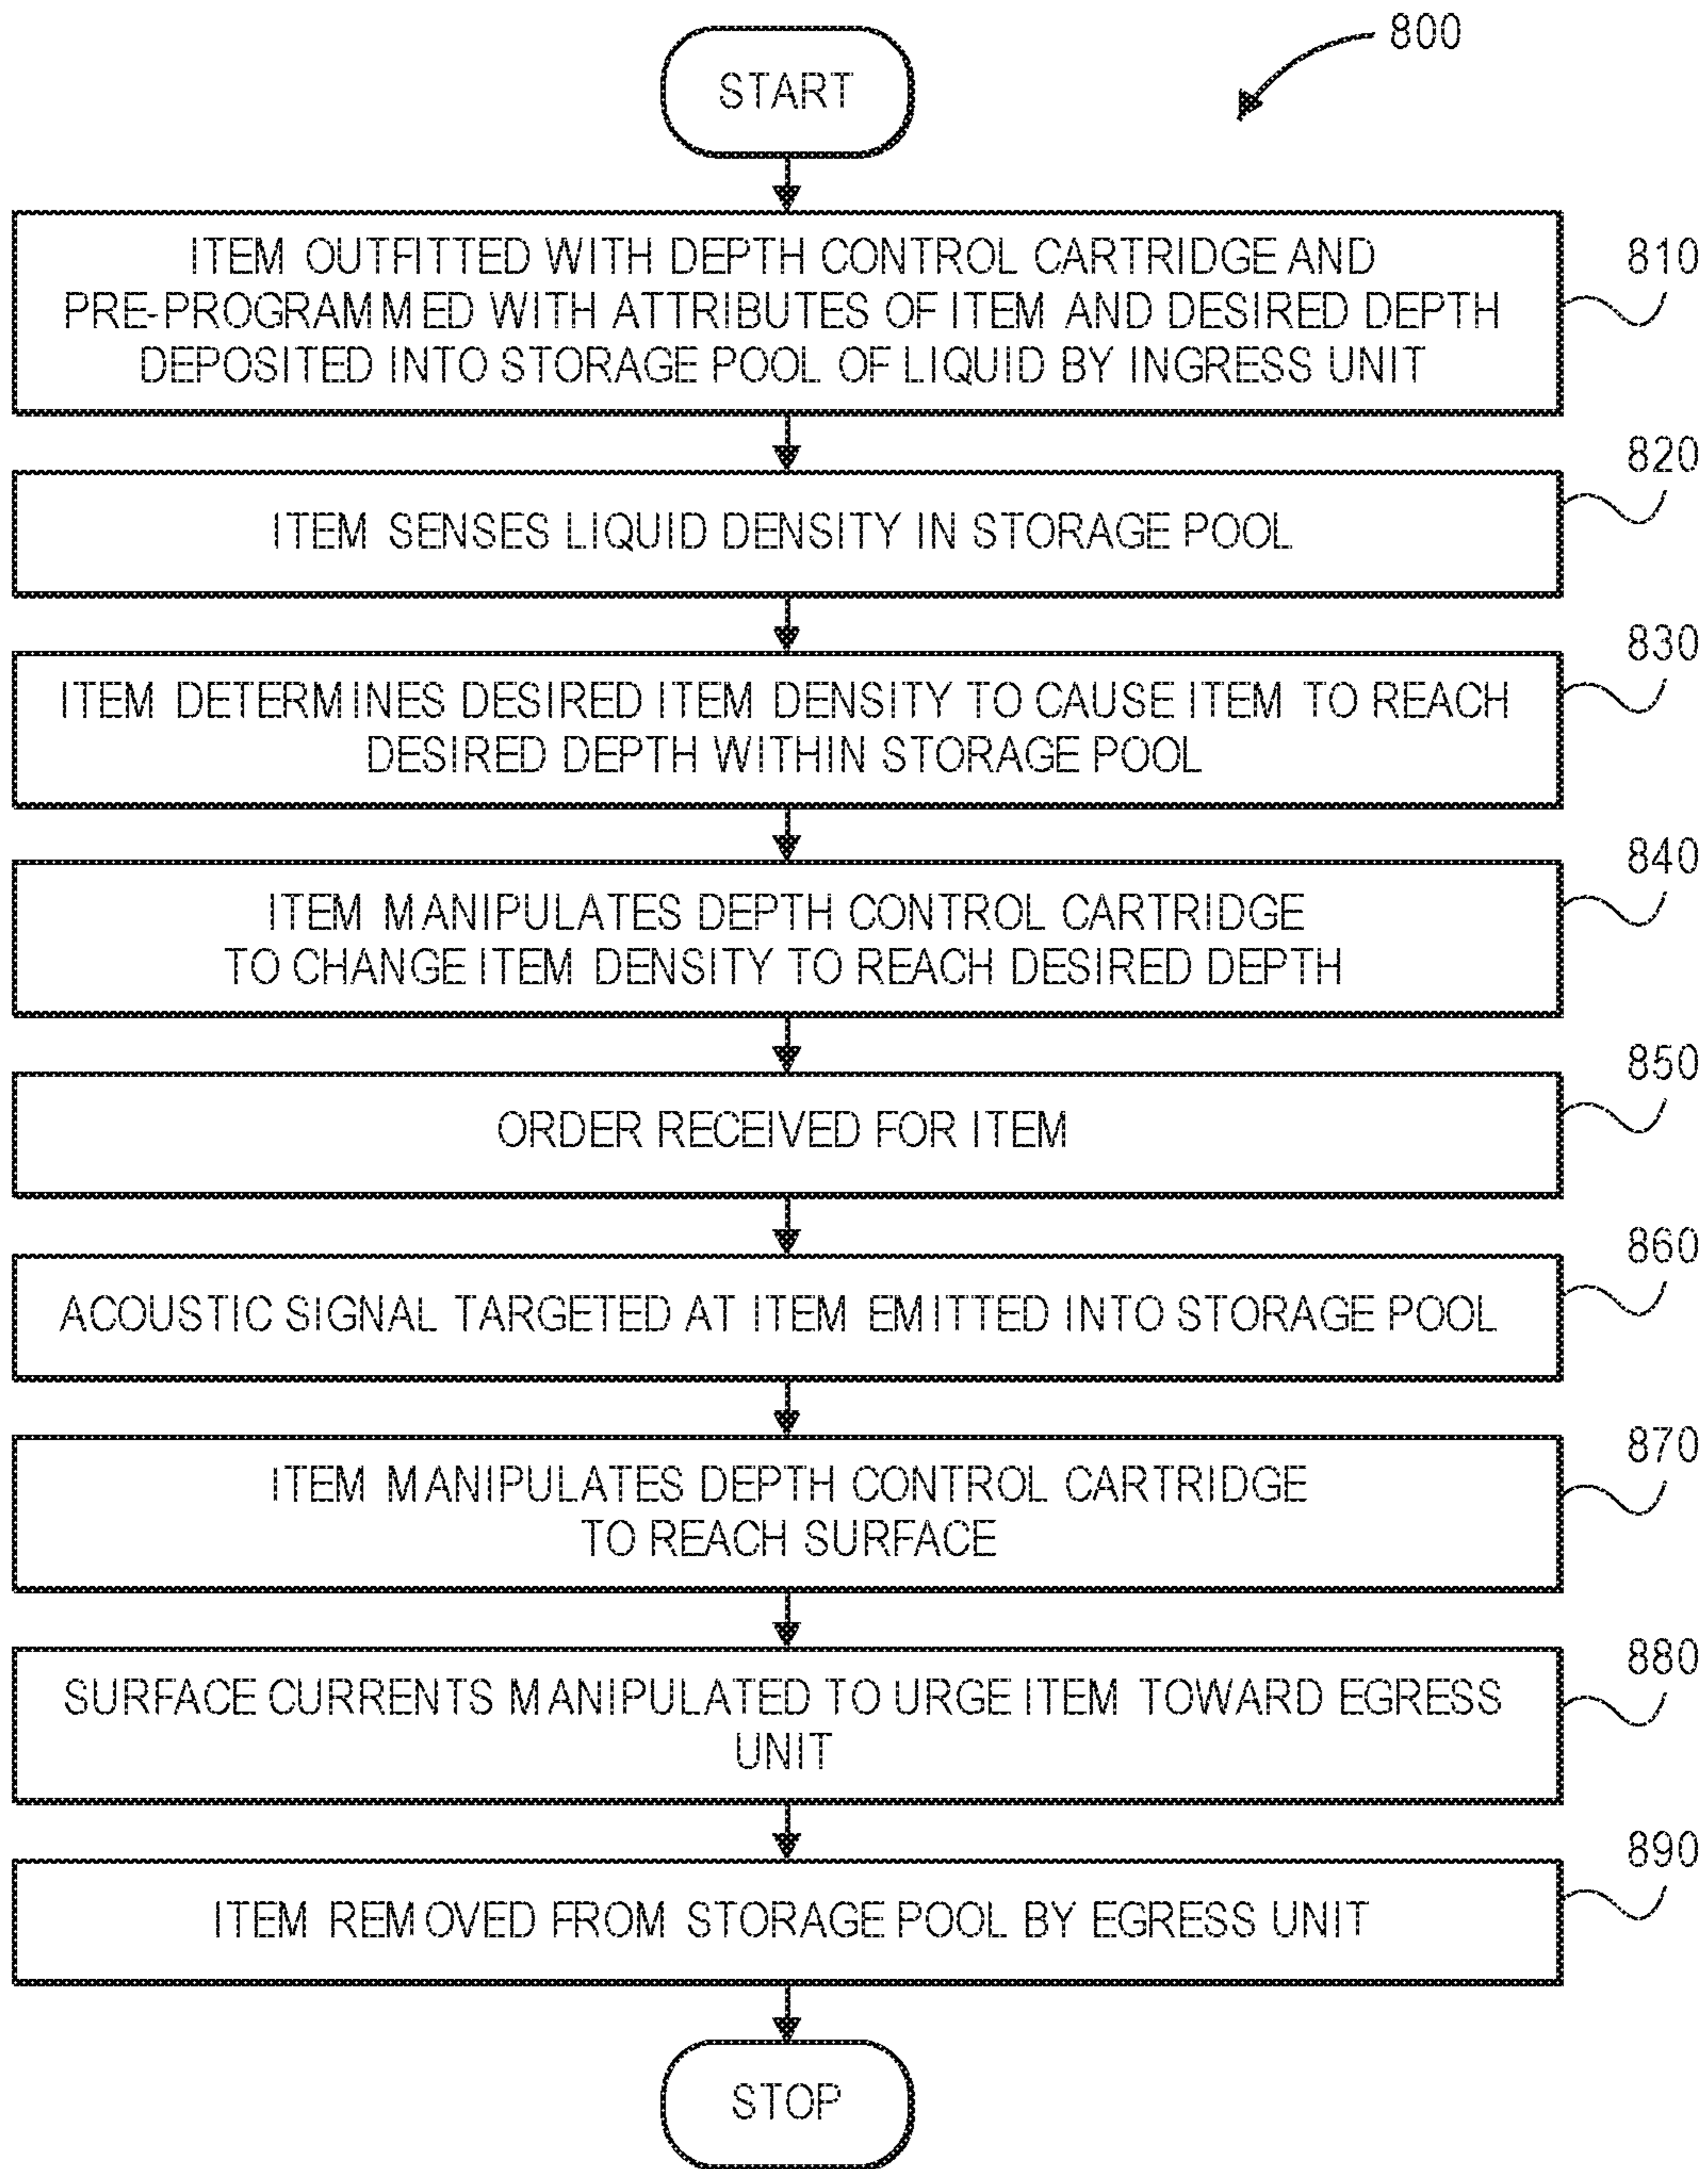 800
START
ITEM OUTFITTED WITH DEPTH CONTROL CARTRIDGE AND
PRE-PROGRAMMED WITH ATTRIBUTES OF ITEM AND DESIRED DEPTH
DEPOSITED INTO STORAGE POOL OF LIQUID BY INGRESS UNIT
810
ITEM SENSES LIQUID DENSITY IN STORAGE POOL
820
ITEM DETERMINES DESIRED ITEM DENSITY TO CAUSE ITEM TO REACH
DESIRED DEPTH WITHIN STORAGE POOL
830
ITEM MANIPULATES DEPTH CONTROL CARTRIDGE
TO CHANGE ITEM DENSITY TO REACH DESIRED DEPTH
840
ORDER RECEIVED FOR ITEM
850
ACOUSTIC SIGNAL TARGETED AT ITEM EMITTED INTO STORAGE POOL
860
ITEM MANIPULATES DEPTH CONTROL CARTRIDGE
TO REACH SURFACE
870
SURFACE CURRENTS MANIPULATED TO URGE ITEM TOWARD EGRESS
UNIT
880
ITEM REMOVED FROM STORAGE POOL BY EGRESS UNIT
890
STOP